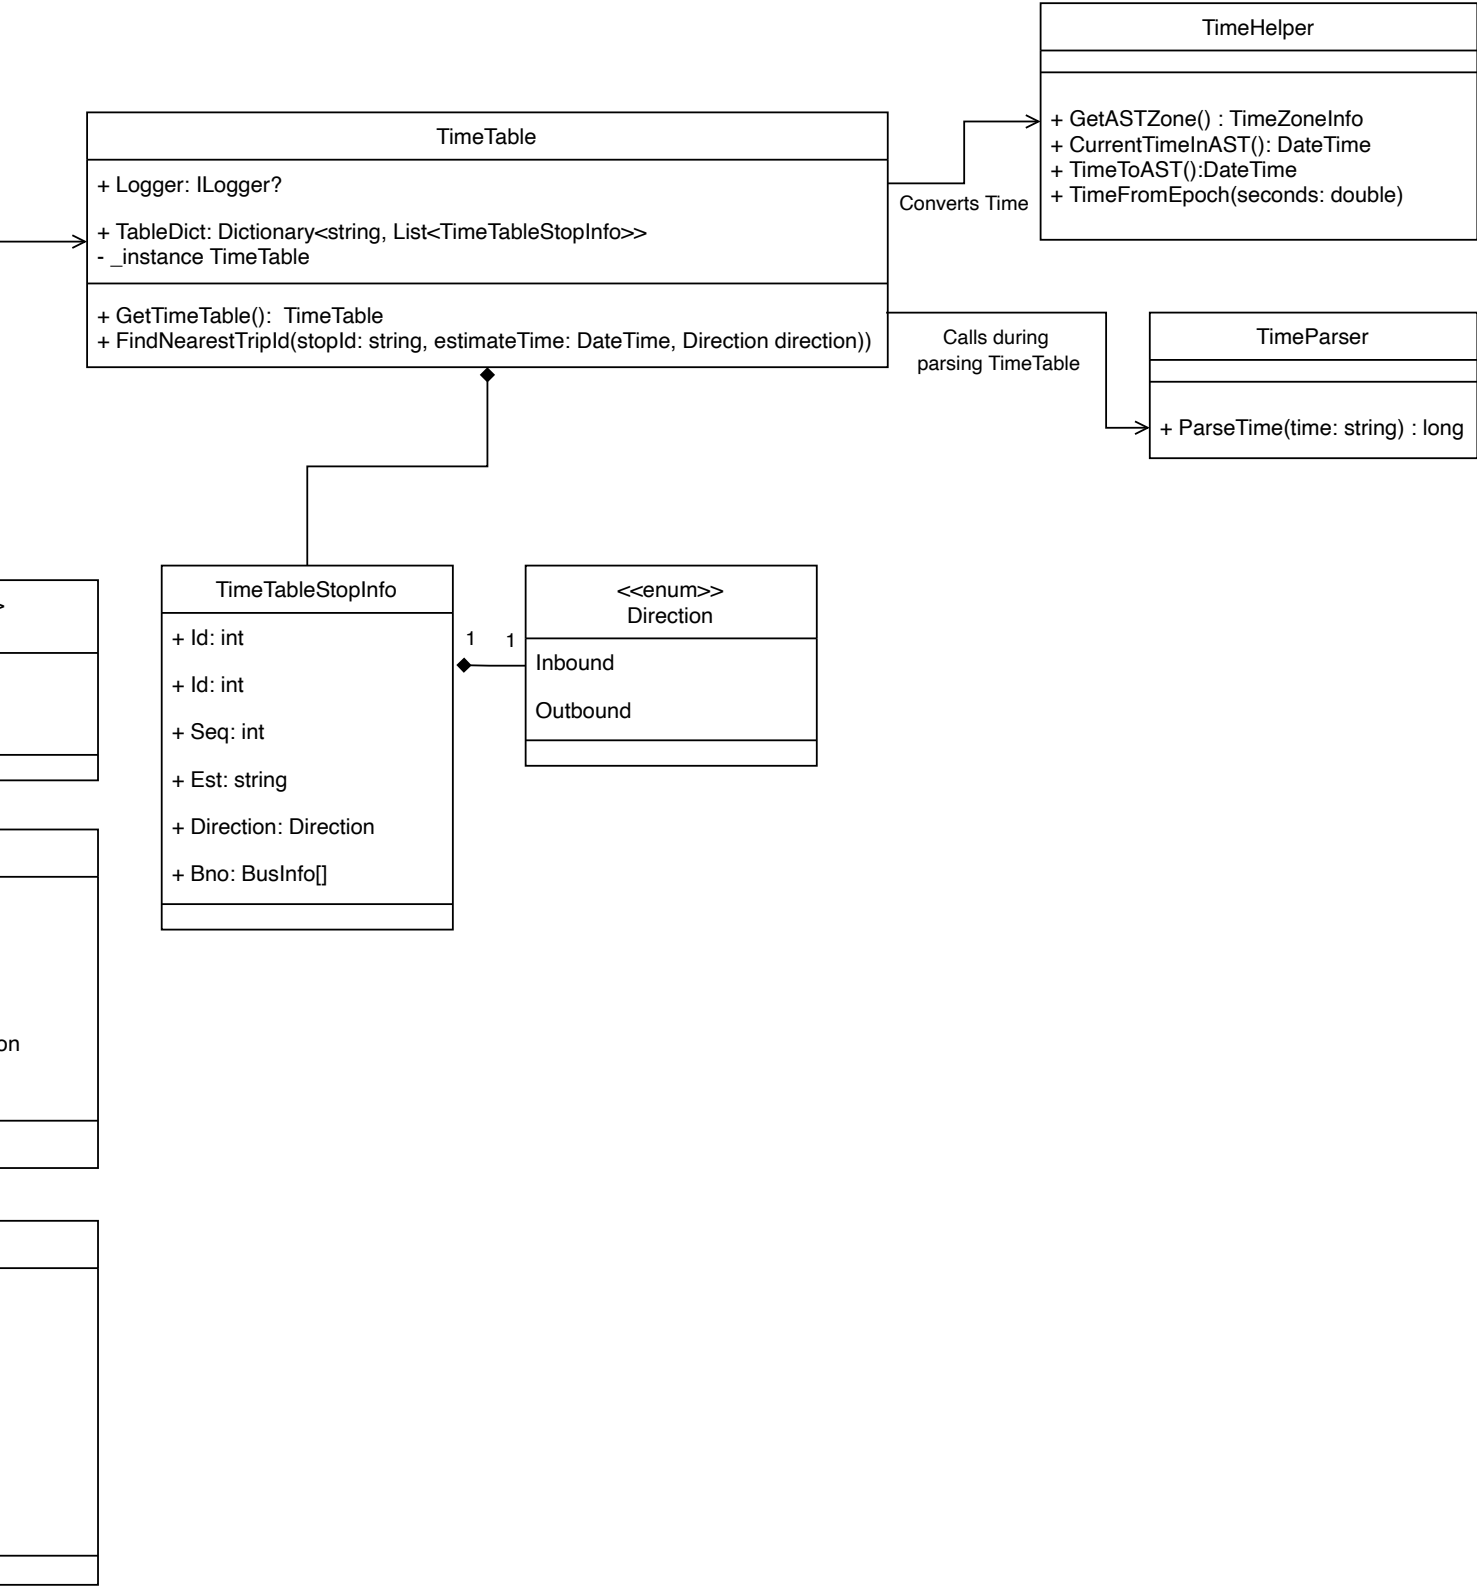 TimeHelper
+ GetASTZone() : TimeZoneInfo
+ CurrentTimeInAST(): DateTime
+ TimeToAST():DateTime
+ TimeFromEpoch(seconds: double)
TimeTable
+ Logger: ILogger?
+ TableDict: Dictionary<string, List<TimeTableStopInfo>>
- _instance TimeTable
+ GetTimeTable():  TimeTable
+ FindNearestTripId(stopId: string, estimateTime: DateTime, Direction direction))
Converts Time
Calls during
parsing TimeTable
TimeParser
+ ParseTime(time: string) : long
TimeTableStopInfo
+ Id: int
+ Id: int
+ Seq: int
+ Est: string
+ Direction: Direction
+ Bno: BusInfo[]
1
1
<<enum>>
Direction
Inbound
Outbound
>
on